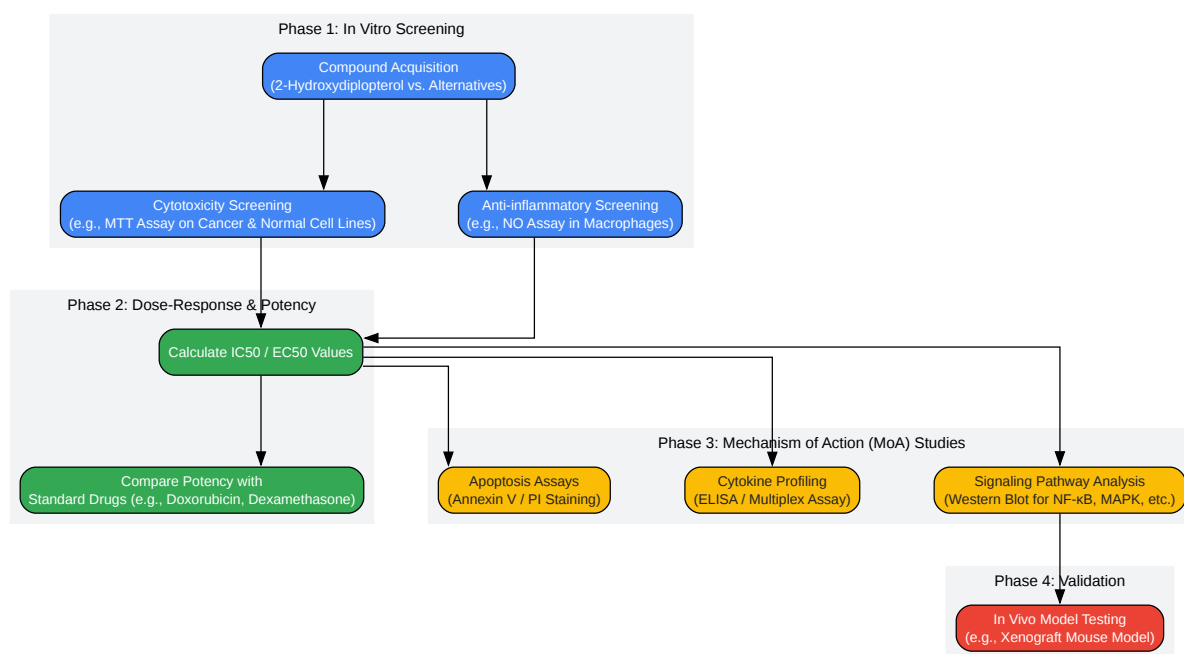 Phase 1: In Vitro Screening
Compound Acquisition
(2-Hydroxydiplopterol vs. Alternatives)
Cytotoxicity Screening
(e.g., MTT Assay on Cancer & Normal Cell Lines)
Anti-inflammatory Screening
(e.g., NO Assay in Macrophages)
Phase 2: Dose-Response & Potency
Calculate IC50 / EC50 Values
Compare Potency with
Standard Drugs (e.g., Doxorubicin, Dexamethasone)
Phase 3: Mechanism of Action (MoA) Studies
Apoptosis Assays
(Annexin V / PI Staining)
Cytokine Profiling
(ELISA / Multiplex Assay)
Signaling Pathway Analysis
(Western Blot for NF-κB, MAPK, etc.)
Phase 4: Validation
In Vivo Model Testing
(e.g., Xenograft Mouse Model)